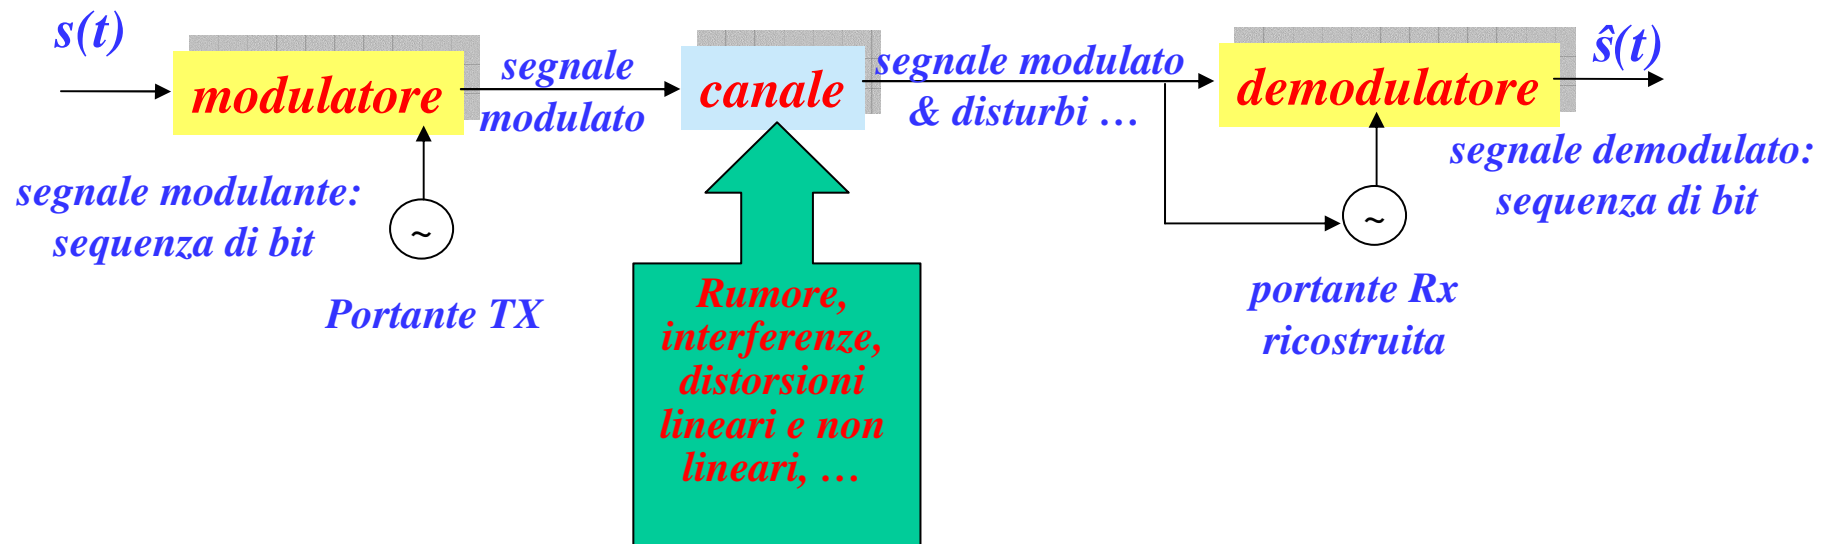 s(t)
modulatore
segnale
modulato
canale
segnale modulato
& disturbi …
demodulatore
ŝ(t)
segnale modulante:
sequenza di bit
~
Portante TX
Rumore,
interferenze,
distorsioni
lineari e non
lineari, …
~
portante Rx
ricostruita
segnale demodulato:
sequenza di bit